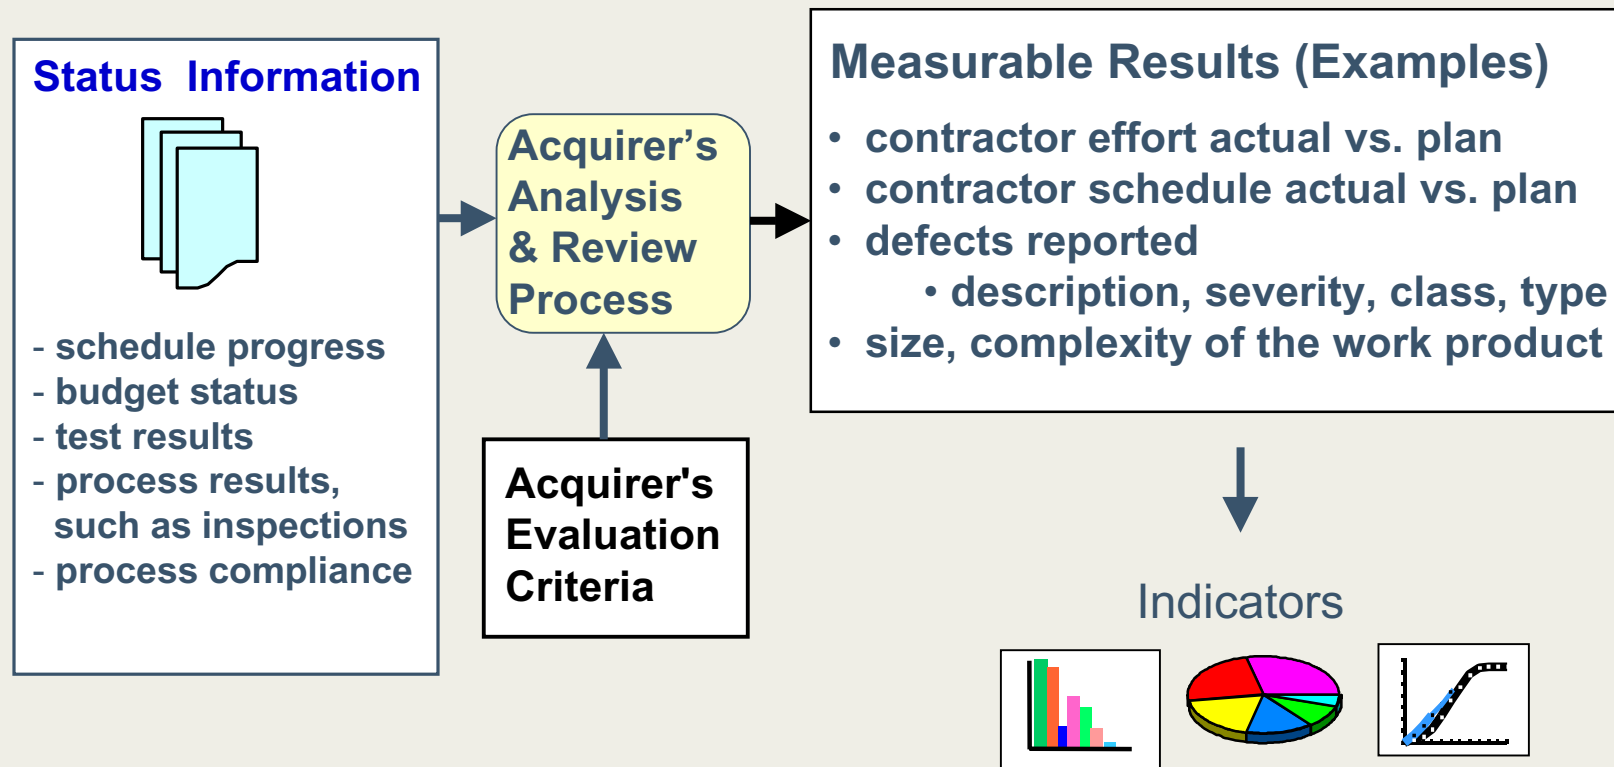 Status Information
- schedule progress
- budget status
- test results
- process results,
such as inspections
- process compliance
Acquirer’s
Analysis
& Review
Process
Acquirer's
Evaluation
Criteria
Measurable Results (Examples)
• contractor effort actual vs. plan
• contractor schedule actual vs. plan
• defects reported
• description, severity, class, type
• size, complexity of the work product
Indicators